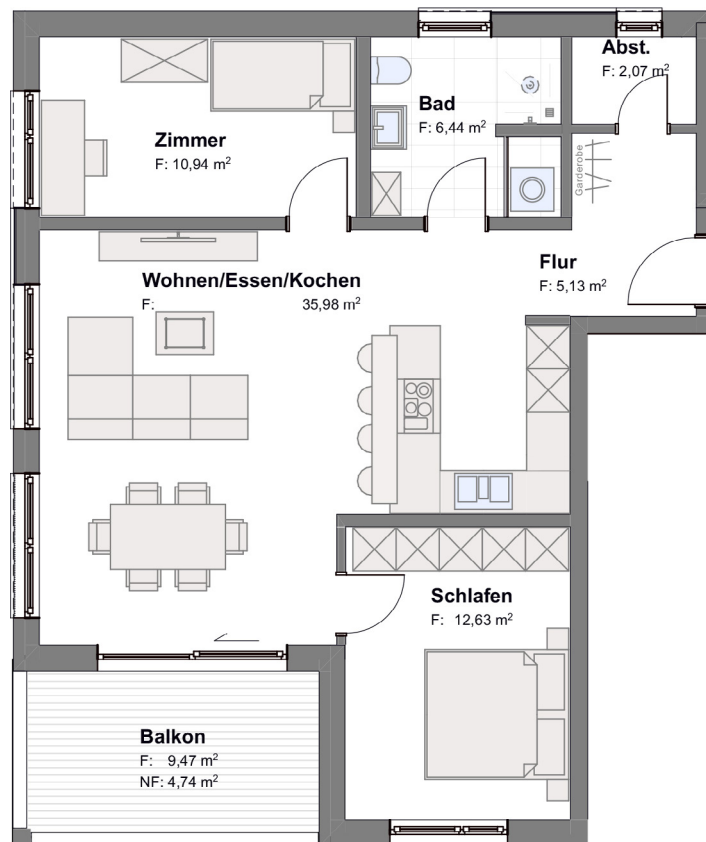 Abst.
F: 2,07 m²
Bad
F: 6,44 m²
Zimmer
F: 10,94 m²
Garderobe
Flur
F: 5,13 m²
Wohnen/Essen/Kochen
F: 35,98 m²
Schlafen
F: 12,63 m²
Balkon
F: 9,47 m²
NF: 4,74 m²